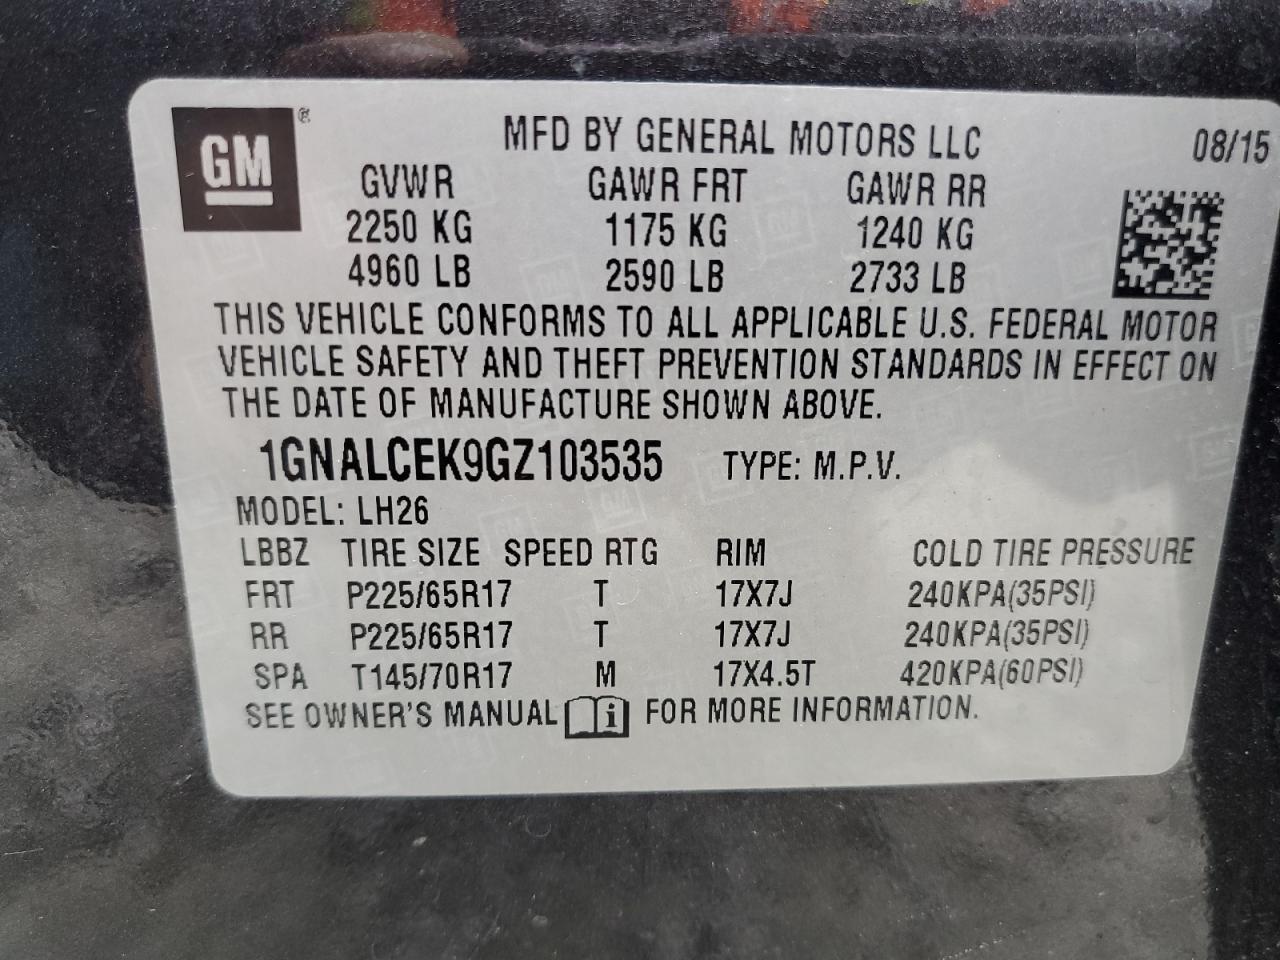 GM ®
MFD BY GENERAL MOTORS LLC 08/15
GVWR GAWR FRT GAWR RR
2250 KG 1175 KG 1240 KG
4960 LB 2590 LB 2733 LB
THIS VEHICLE CONFORMS TO ALL APPLICABLE U.S. FEDERAL MOTOR
VEHICLE SAFETY AND THEFT PREVENTION STANDARDS IN EFFECT ON
THE DATE OF MANUFACTURE SHOWN ABOVE.
1GNALCEK9GZ103535 TYPE: M.P.V.
MODEL: LH26
LBBZ TIRE SIZE SPEED RTG RIM COLD TIRE PRESSURE
FRT P225/65R17 T 17X7J 240KPA(35PSI)
RR P225/65R17 T 17X7J 240KPA(35PSI)
SPA T145/70R17 M 17X4.5T 420KPA(60PSI)
SEE OWNER'S MANUAL i FOR MORE INFORMATION.